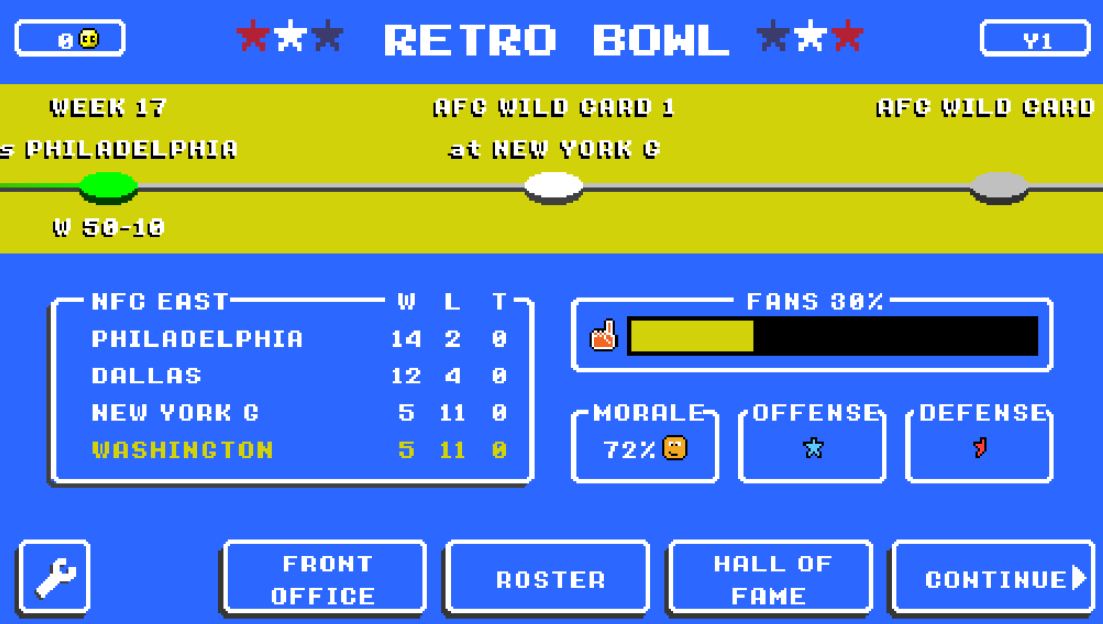 0
RETRO BOWL
Y1
WEEK 17
AFC WILD CARD 1
AFC WILD CARD
s PHILADELPHIA
at NEW YORK G
W 50-10
NFC EAST W L T
PHILADELPHIA 14 2 0
DALLAS 12 4 0
NEW YORK G 5 11 0
WASHINGTON 5 11 0
FANS 30%
MORALE
72%
OFFENSE
DEFENSE
FRONT
OFFICE
ROSTER
HALL OF
FAME
CONTINUE